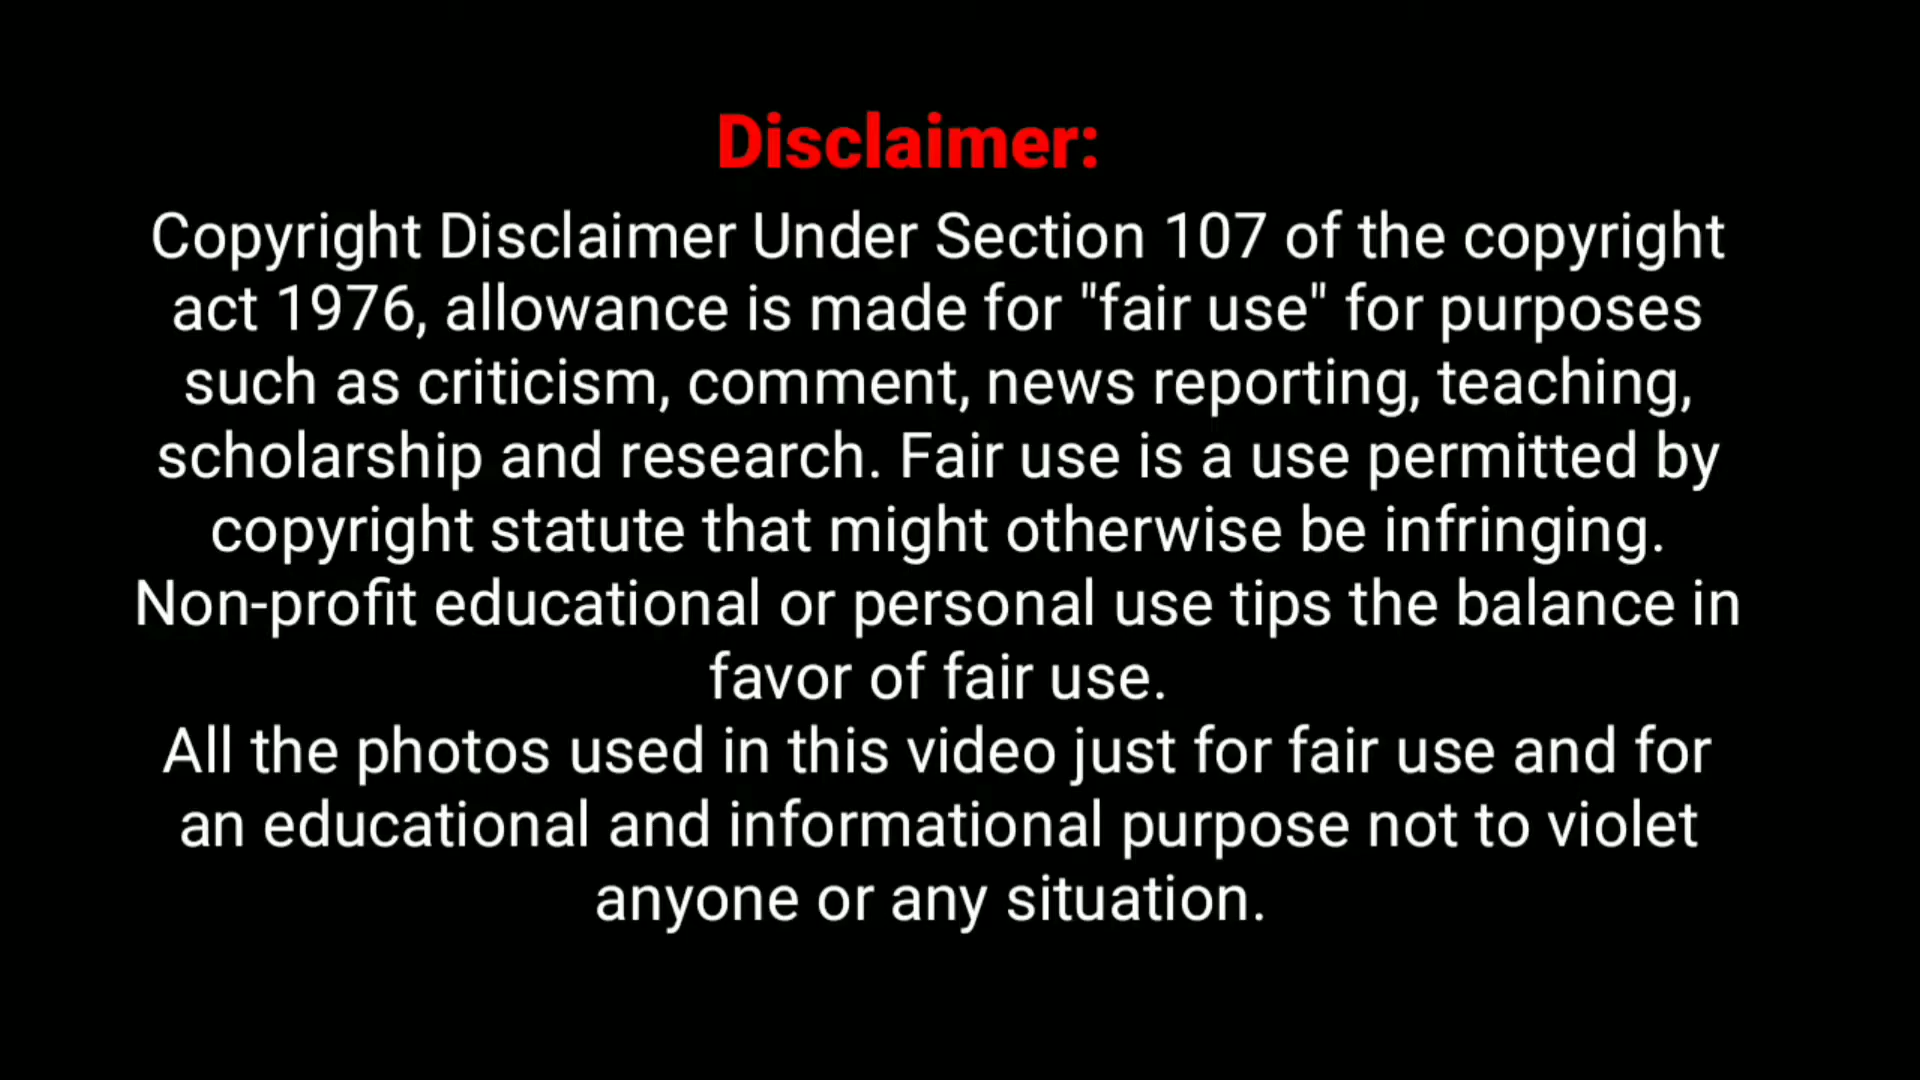 Disclaimer:
Copyright Disclaimer Under Section 107 of the copyright
act 1976, allowance is made for "fair use" for purposes
such as criticism, comment, news reporting, teaching,
scholarship and research. Fair use is a use permitted by
copyright statute that might otherwise be infringing.
Non-profit educational or personal use tips the balance in
favor of fair use.
All the photos used in this video just for fair use and for
an educational and informational purpose not to violet
anyone or any situation.